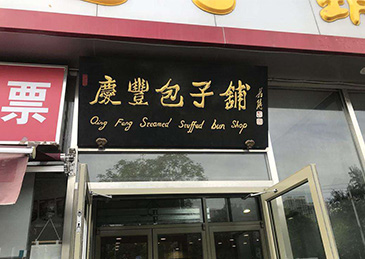 慶豐包子舖
Qing Feng Steamed Stuffed bun Shop
票